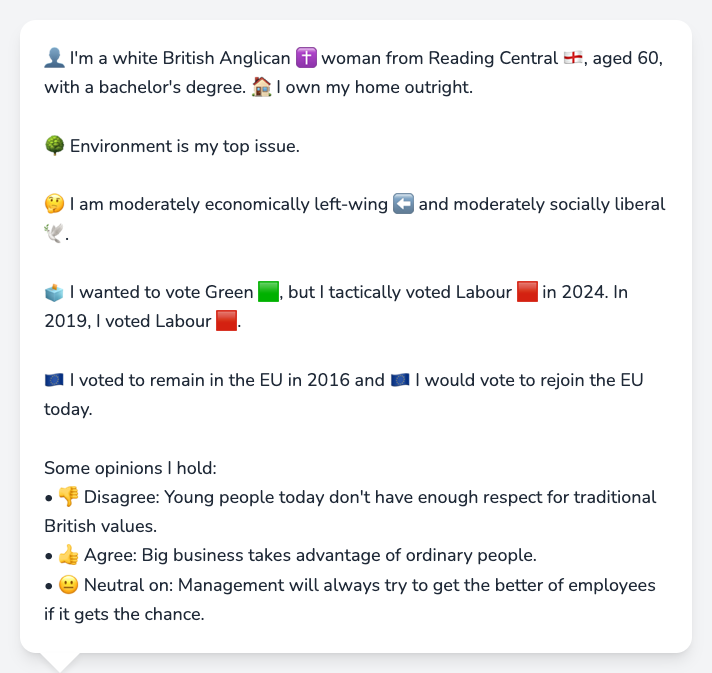 👤 I'm a white British Anglican ✝️ woman from Reading Central 🏴󠁧󠁢󠁥󠁮󠁧󠁿, aged 60,
with a bachelor's degree. 🏠 I own my home outright.
🌳 Environment is my top issue.
🤔 I am moderately economically left-wing ⬅️ and moderately socially liberal
🕊️.
🗳️ I wanted to vote Green 🟩, but I tactically voted Labour 🟥 in 2024. In
2019, I voted Labour 🟥.
🇪🇺 I voted to remain in the EU in 2016 and 🇪🇺 I would vote to rejoin the EU
today.
Some opinions I hold:
• 👎 Disagree: Young people today don't have enough respect for traditional
British values.
• 👍 Agree: Big business takes advantage of ordinary people.
• 😐 Neutral on: Management will always try to get the better of employees
if it gets the chance.